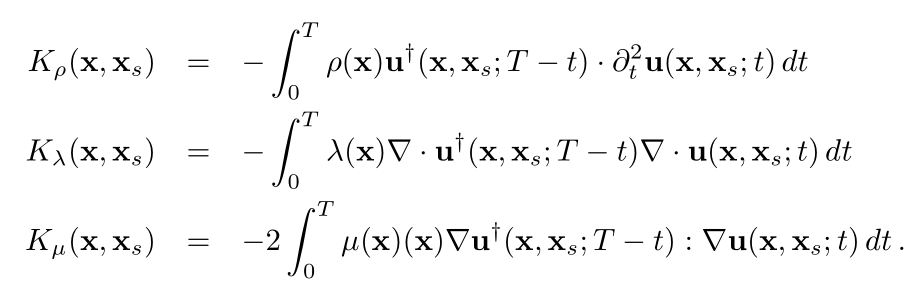 K_ρ(𝐱, 𝐱_s) = −∫_0^T ρ(𝐱)𝐮^†(𝐱, 𝐱_s; T − t) · ∂_t^2 𝐮(𝐱, 𝐱_s; t) dt
K_λ(𝐱, 𝐱_s) = −∫_0^T λ(𝐱)∇ · 𝐮^†(𝐱, 𝐱_s; T − t)∇ · 𝐮(𝐱, 𝐱_s; t) dt
K_μ(𝐱, 𝐱_s) = −2∫_0^T μ(𝐱)(𝐱)∇𝐮^†(𝐱, 𝐱_s; T − t) : ∇𝐮(𝐱, 𝐱_s; t) dt .